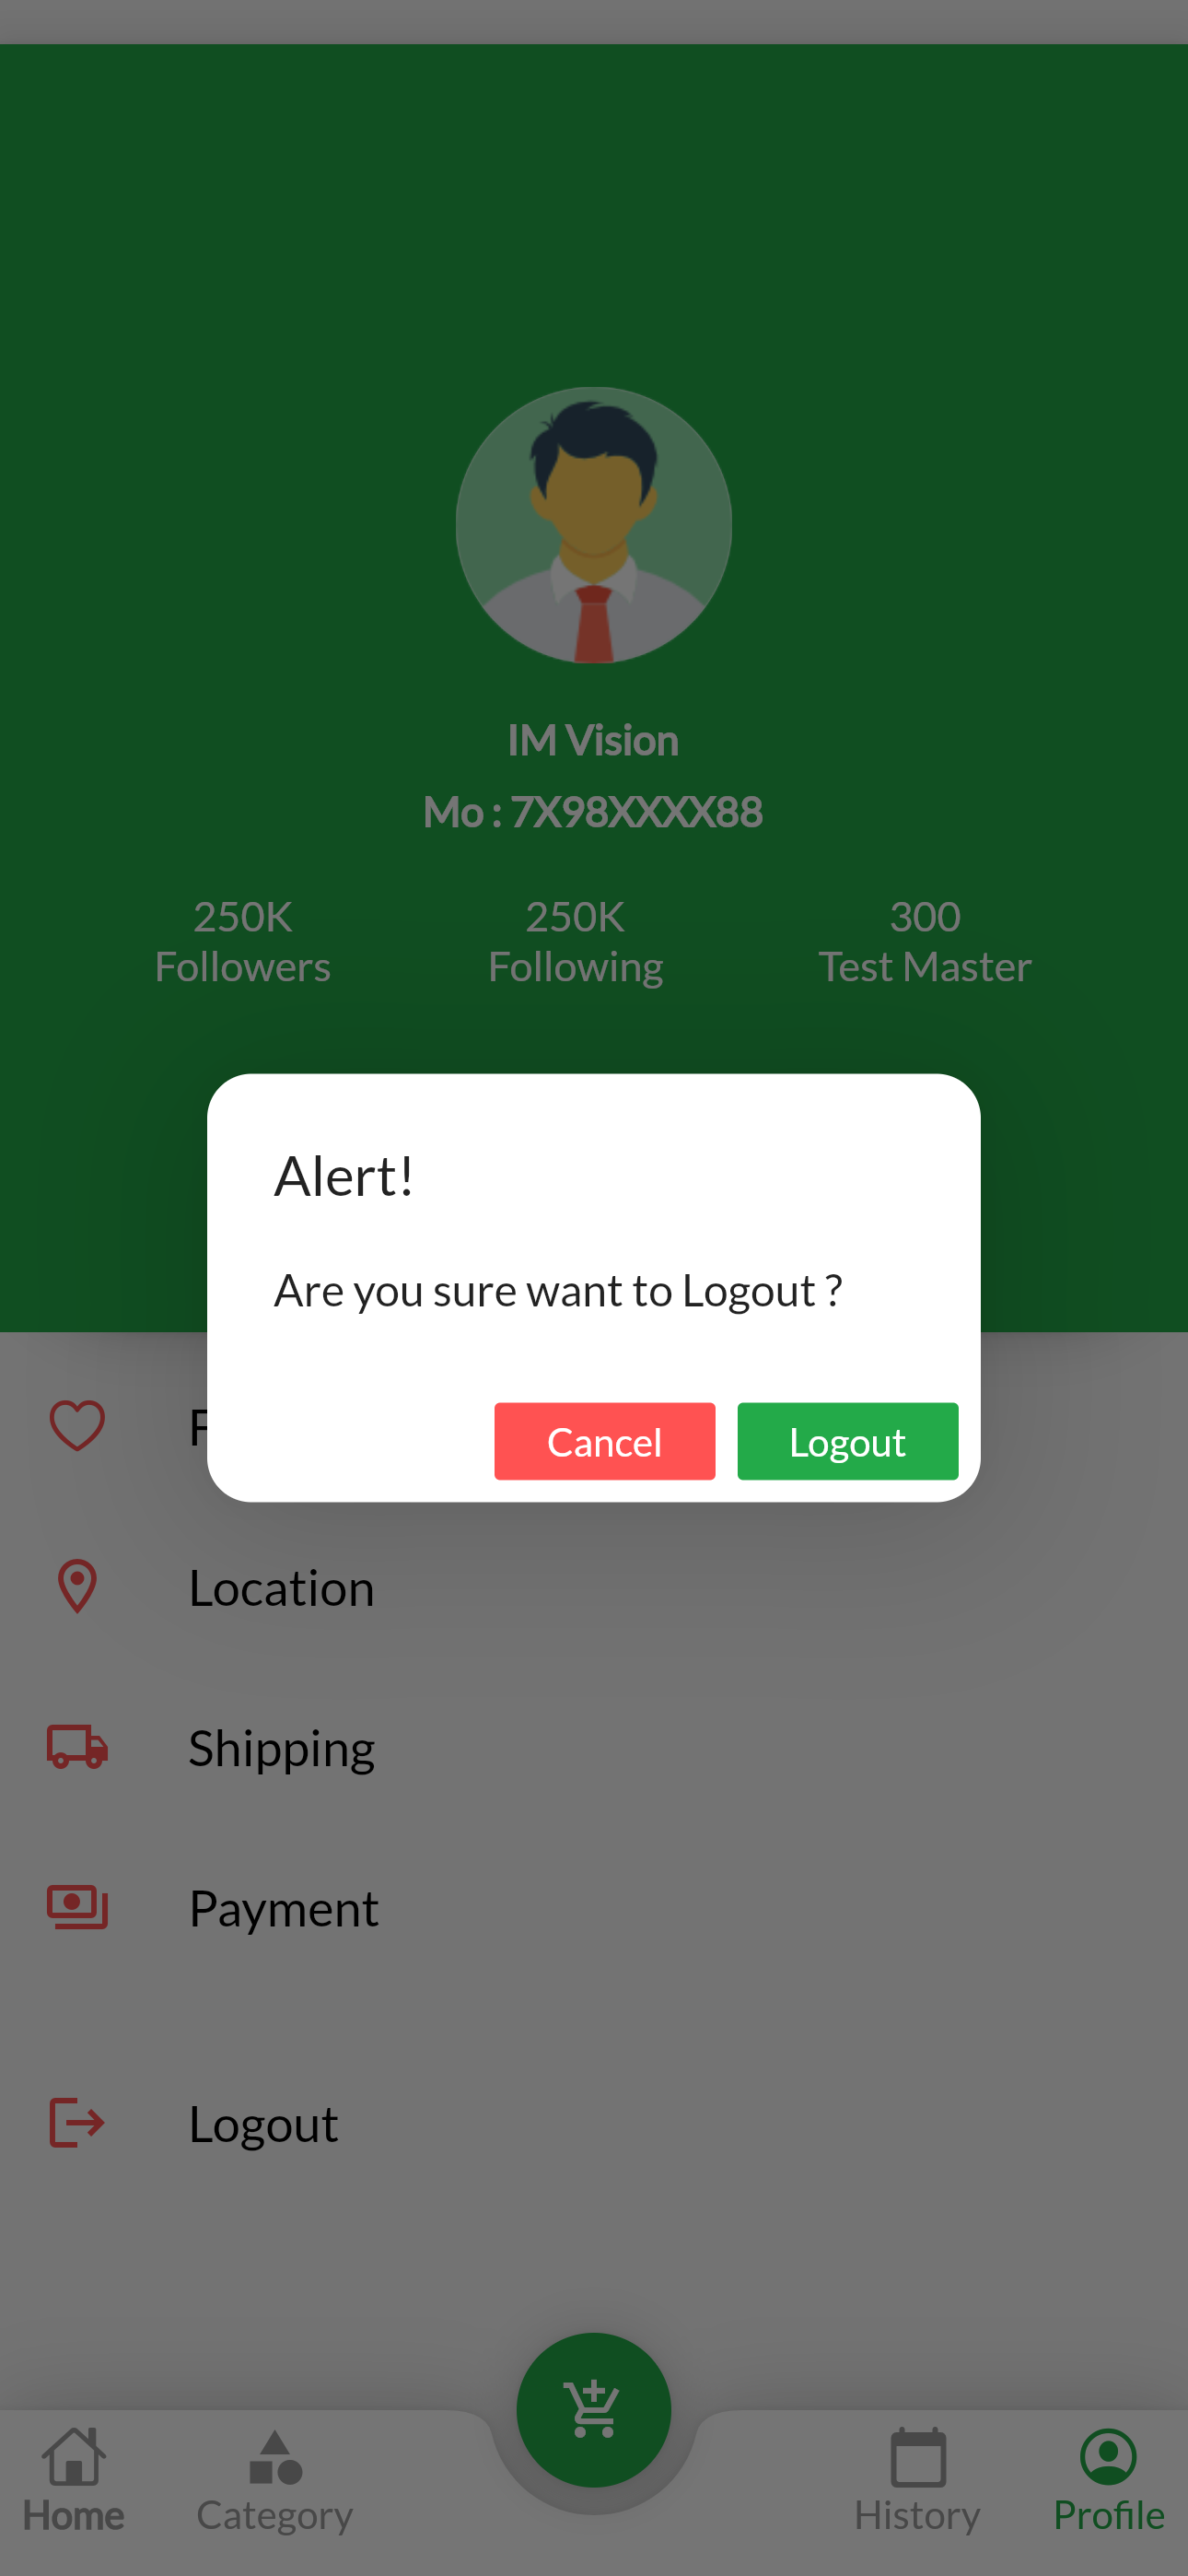 IM Vision
Mo : 7X98XXXX88
250K 250K 300
Followers Following Test Master
Alert!
Are you sure want to Logout ?
Cancel Logout
Location
Shipping
Payment
Logout
Home Category History Profile